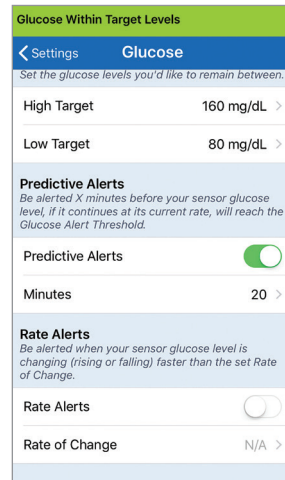 Glucose Within Target Levels
Settings Glucose
Set the glucose levels you'd like to remain between.
High Target 160 mg/dL
Low Target 80 mg/dL
Predictive Alerts
Be alerted X minutes before your sensor glucose
level, if it continues at its current rate, will reach the
Glucose Alert Threshold.
Predictive Alerts
Minutes 20
Rate Alerts
Be alerted when your sensor glucose level is
changing (rising or falling) faster than the set Rate
of Change.
Rate Alerts
Rate of Change N/A